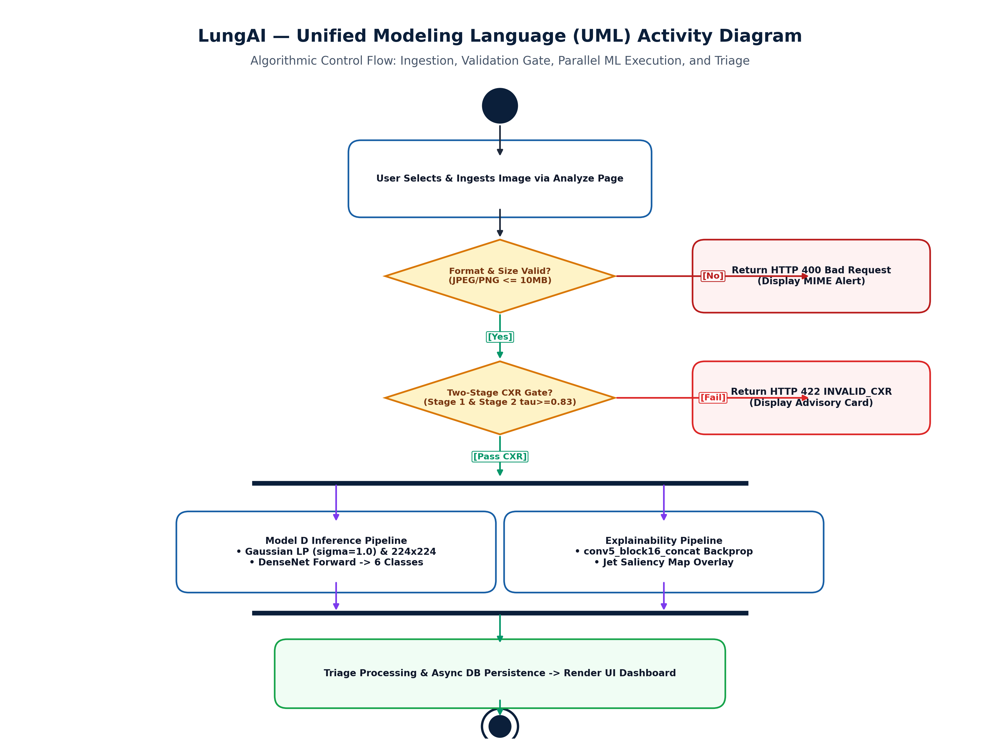 LungAI — Unified Modeling Language (UML) Activity Diagram
Algorithmic Control Flow: Ingestion, Validation Gate, Parallel ML Execution, and Triage
User Selects & Ingests Image via Analyze Page
Format & Size Valid?
(JPEG/PNG <= 10MB)
[No]
Return HTTP 400 Bad Request
(Display MIME Alert)
[Yes]
Two-Stage CXR Gate?
(Stage 1 & Stage 2 tau>=0.83)
[Fail]
Return HTTP 422 INVALID_CXR
(Display Advisory Card)
[Pass CXR]
Model D Inference Pipeline
• Gaussian LP (sigma=1.0) & 224x224
• DenseNet Forward -> 6 Classes
Explainability Pipeline
• conv5_block16_concat Backprop
• Jet Saliency Map Overlay
Triage Processing & Async DB Persistence -> Render UI Dashboard